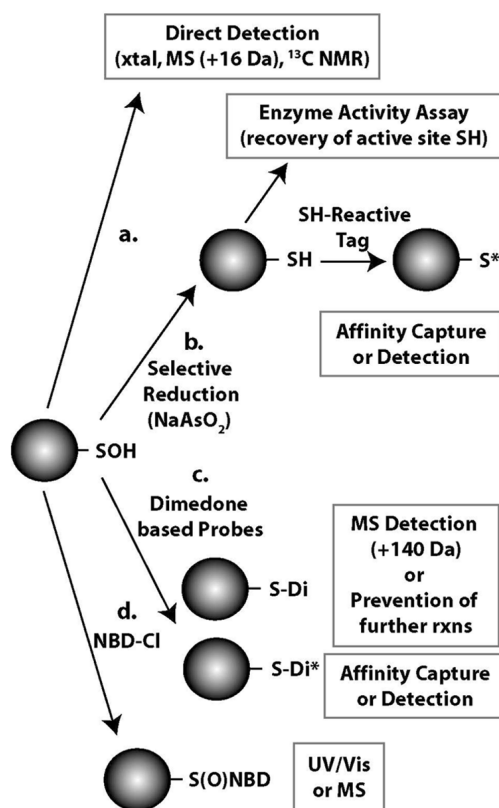 Direct Detection
(xtal, MS (+16 Da), ¹³C NMR)
Enzyme Activity Assay
(recovery of active site SH)
a.
SH-Reactive
Tag
SH
S*
b.
Selective
Reduction
(NaAsO₂)
Affinity Capture
or Detection
SOH
c.
Dimedone
based Probes
MS Detection
(+140 Da)
or
Prevention of
further rxns
S-Di
d.
NBD-Cl
S-Di*
Affinity Capture
or Detection
S(O)NBD
UV/Vis
or MS